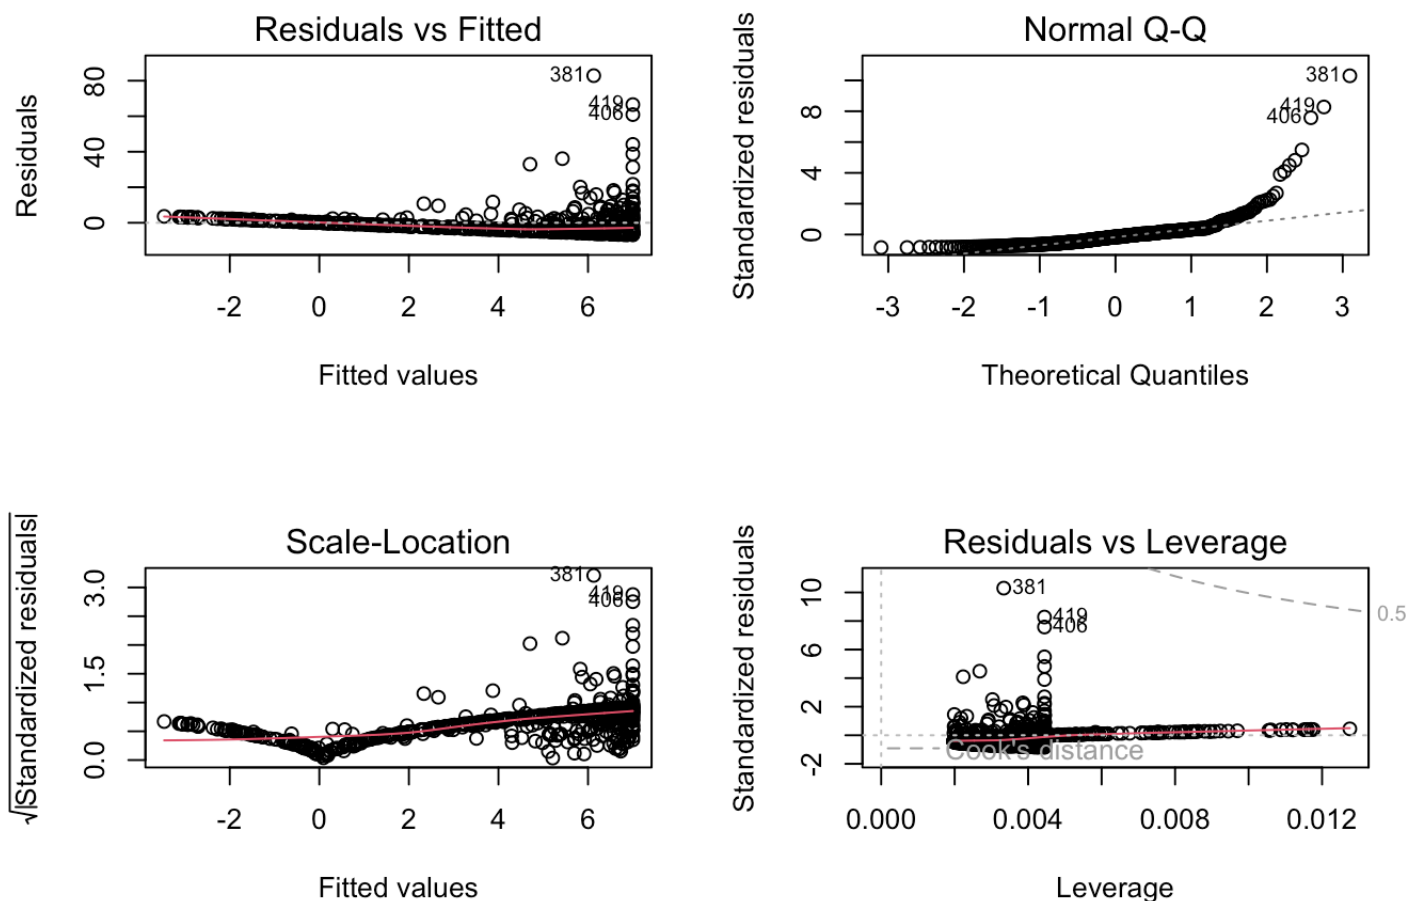 Residuals vs Fitted
Residuals
80
40
0
381
419
406
-2 0 2 4 6
Fitted values
Normal Q-Q
Standardized residuals
8
4
0
381
419
406
-3 -2 -1 0 1 2 3
Theoretical Quantiles
Scale-Location
√|Standardized residuals|
3.0
1.5
0.0
381
419
406
-2 0 2 4 6
Fitted values
Residuals vs Leverage
Standardized residuals
10
6
2
-2
381
419
406
0.5
Cook's distance
0.000 0.004 0.008 0.012
Leverage